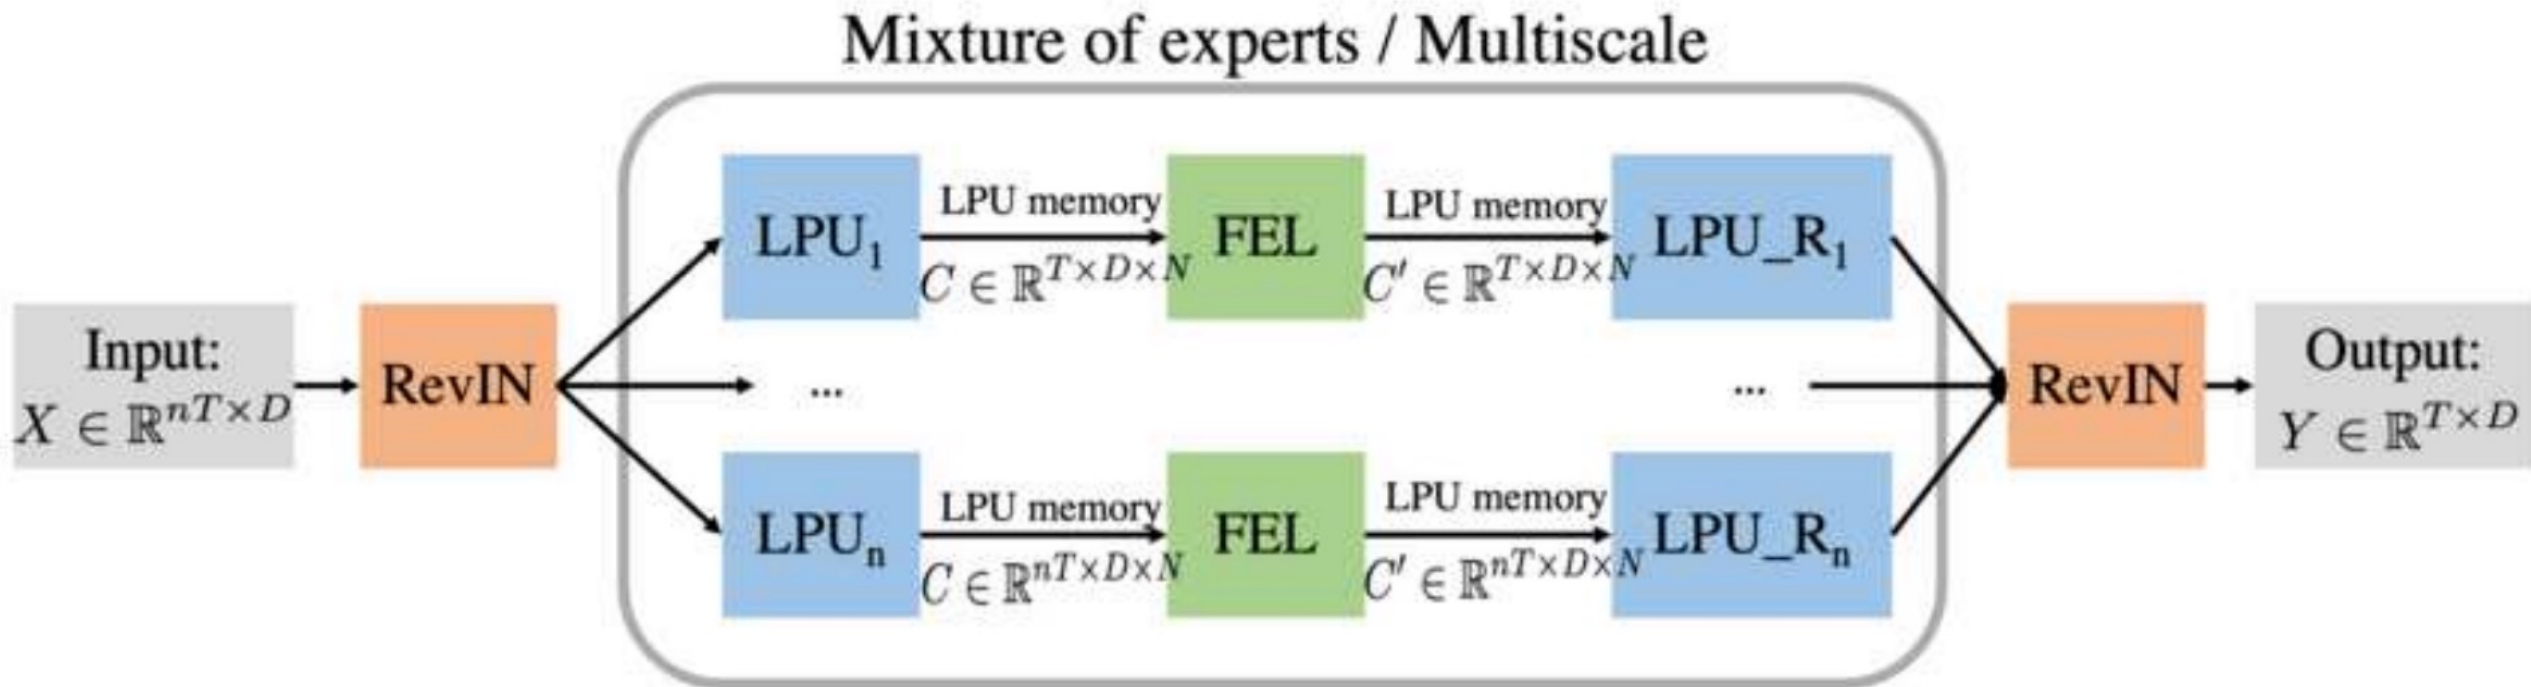 Mixture of experts / Multiscale
LPU₁
LPU memory
C ∈ ℝ^{T×D×N}
FEL
LPU memory
C′ ∈ ℝ^{T×D×N}
LPU_R₁
Input:
X ∈ ℝ^{nT×D}
RevIN
...
...
RevIN
Output:
Y ∈ ℝ^{T×D}
LPUₙ
LPU memory
C ∈ ℝ^{nT×D×N}
FEL
LPU memory
C′ ∈ ℝ^{nT×D×N}
LPU_Rₙ